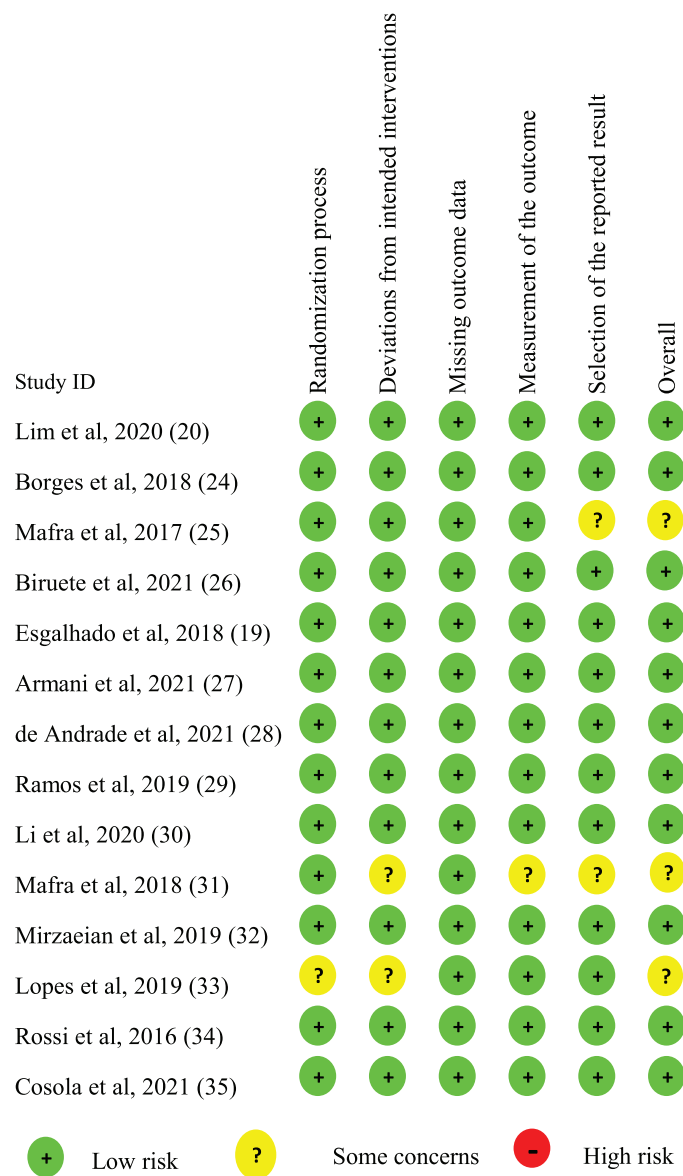 Randomization process
Deviations from intended interventions
Missing outcome data
Measurement of the outcome
Selection of the reported result
Overall
Study ID
Lim et al, 2020 (20) + + + + + +
Borges et al, 2018 (24) + + + + + +
Mafra et al, 2017 (25) + + + + ? ?
Biruete et al, 2021 (26) + + + + + +
Esgalhado et al, 2018 (19) + + + + + +
Armani et al, 2021 (27) + + + + + +
de Andrade et al, 2021 (28) + + + + + +
Ramos et al, 2019 (29) + + + + + +
Li et al, 2020 (30) + + + + + +
Mafra et al, 2018 (31) + ? + ? ? ?
Mirzaeian et al, 2019 (32) + + + + + +
Lopes et al, 2019 (33) ? ? + + + ?
Rossi et al, 2016 (34) + + + + + +
Cosola et al, 2021 (35) + + + + + +
+ Low risk ? Some concerns - High risk